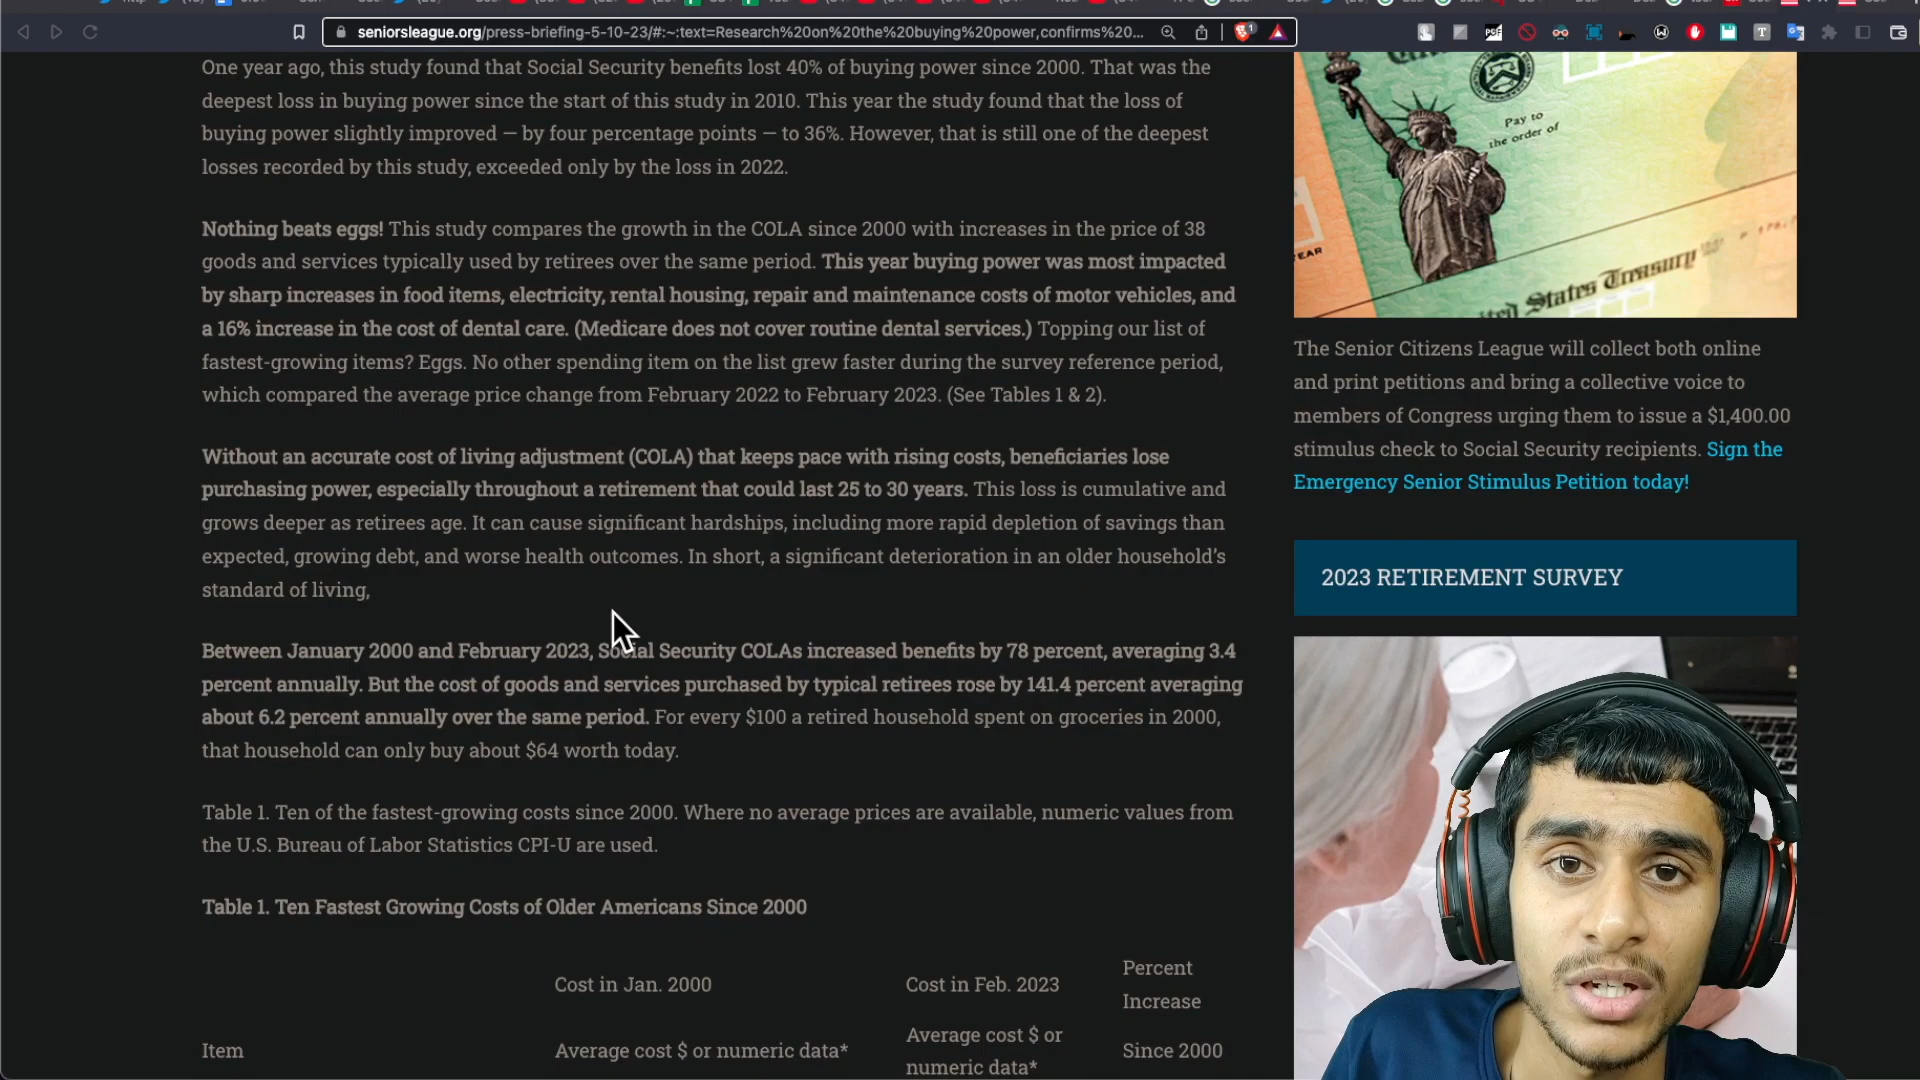 seniorsleague.org/press-briefing-5-10-23/#:~:text=Research%20on%20the%20buying%20power,confirms%20...
One year ago, this study found that Social Security benefits lost 40% of buying power since 2000. That was the
deepest loss in buying power since the start of this study in 2010. This year the study found that the loss of
buying power slightly improved — by four percentage points — to 36%. However, that is still one of the deepest
losses recorded by this study, exceeded only by the loss in 2022.
Nothing beats eggs! This study compares the growth in the COLA since 2000 with increases in the price of 38
goods and services typically used by retirees over the same period. This year buying power was most impacted
by sharp increases in food items, electricity, rental housing, repair and maintenance costs of motor vehicles, and
a 16% increase in the cost of dental care. (Medicare does not cover routine dental services.) Topping our list of
fastest-growing items? Eggs. No other spending item on the list grew faster during the survey reference period,
which compared the average price change from February 2022 to February 2023. (See Tables 1 & 2).
Without an accurate cost of living adjustment (COLA) that keeps pace with rising costs, beneficiaries lose
purchasing power, especially throughout a retirement that could last 25 to 30 years. This loss is cumulative and
grows deeper as retirees age. It can cause significant hardships, including more rapid depletion of savings than
expected, growing debt, and worse health outcomes. In short, a significant deterioration in an older household's
standard of living,
Between January 2000 and February 2023, Social Security COLAs increased benefits by 78 percent, averaging 3.4
percent annually. But the cost of goods and services purchased by typical retirees rose by 141.4 percent averaging
about 6.2 percent annually over the same period. For every $100 a retired household spent on groceries in 2000,
that household can only buy about $64 worth today.
Table 1. Ten of the fastest-growing costs since 2000. Where no average prices are available, numeric values from
the U.S. Bureau of Labor Statistics CPI-U are used.
Table 1. Ten Fastest Growing Costs of Older Americans Since 2000
Cost in Jan. 2000
Cost in Feb. 2023
Percent
Increase
Item
Average cost $ or numeric data*
Average cost $ or
numeric data*
Since 2000
Pay to
the order of
YEAR
United States Treasury
The Senior Citizens League will collect both online
and print petitions and bring a collective voice to
members of Congress urging them to issue a $1,400.00
stimulus check to Social Security recipients. Sign the
Emergency Senior Stimulus Petition today!
2023 RETIREMENT SURVEY